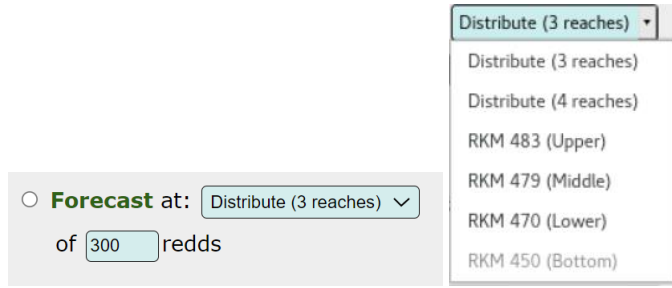 Forecast at: Distribute (3 reaches)
of 300 redds
Distribute (3 reaches)
Distribute (3 reaches)
Distribute (4 reaches)
RKM 483 (Upper)
RKM 479 (Middle)
RKM 470 (Lower)
RKM 450 (Bottom)